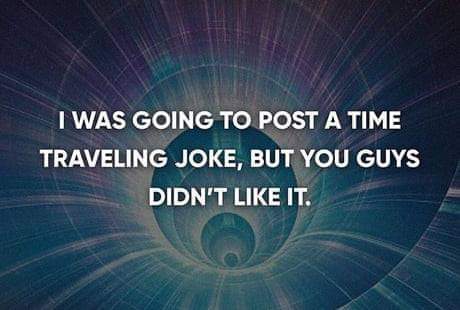 I WAS GOING TO POST A TIME
TRAVELING JOKE, BUT YOU GUYS
DIDN'T LIKE IT.